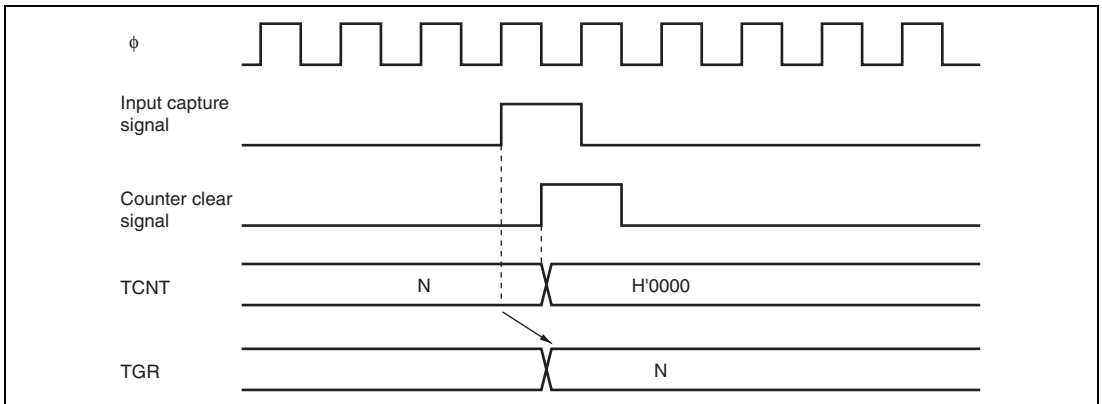 ϕ
Input capture
signal
Counter clear
signal
TCNT
N
H'0000
TGR
N